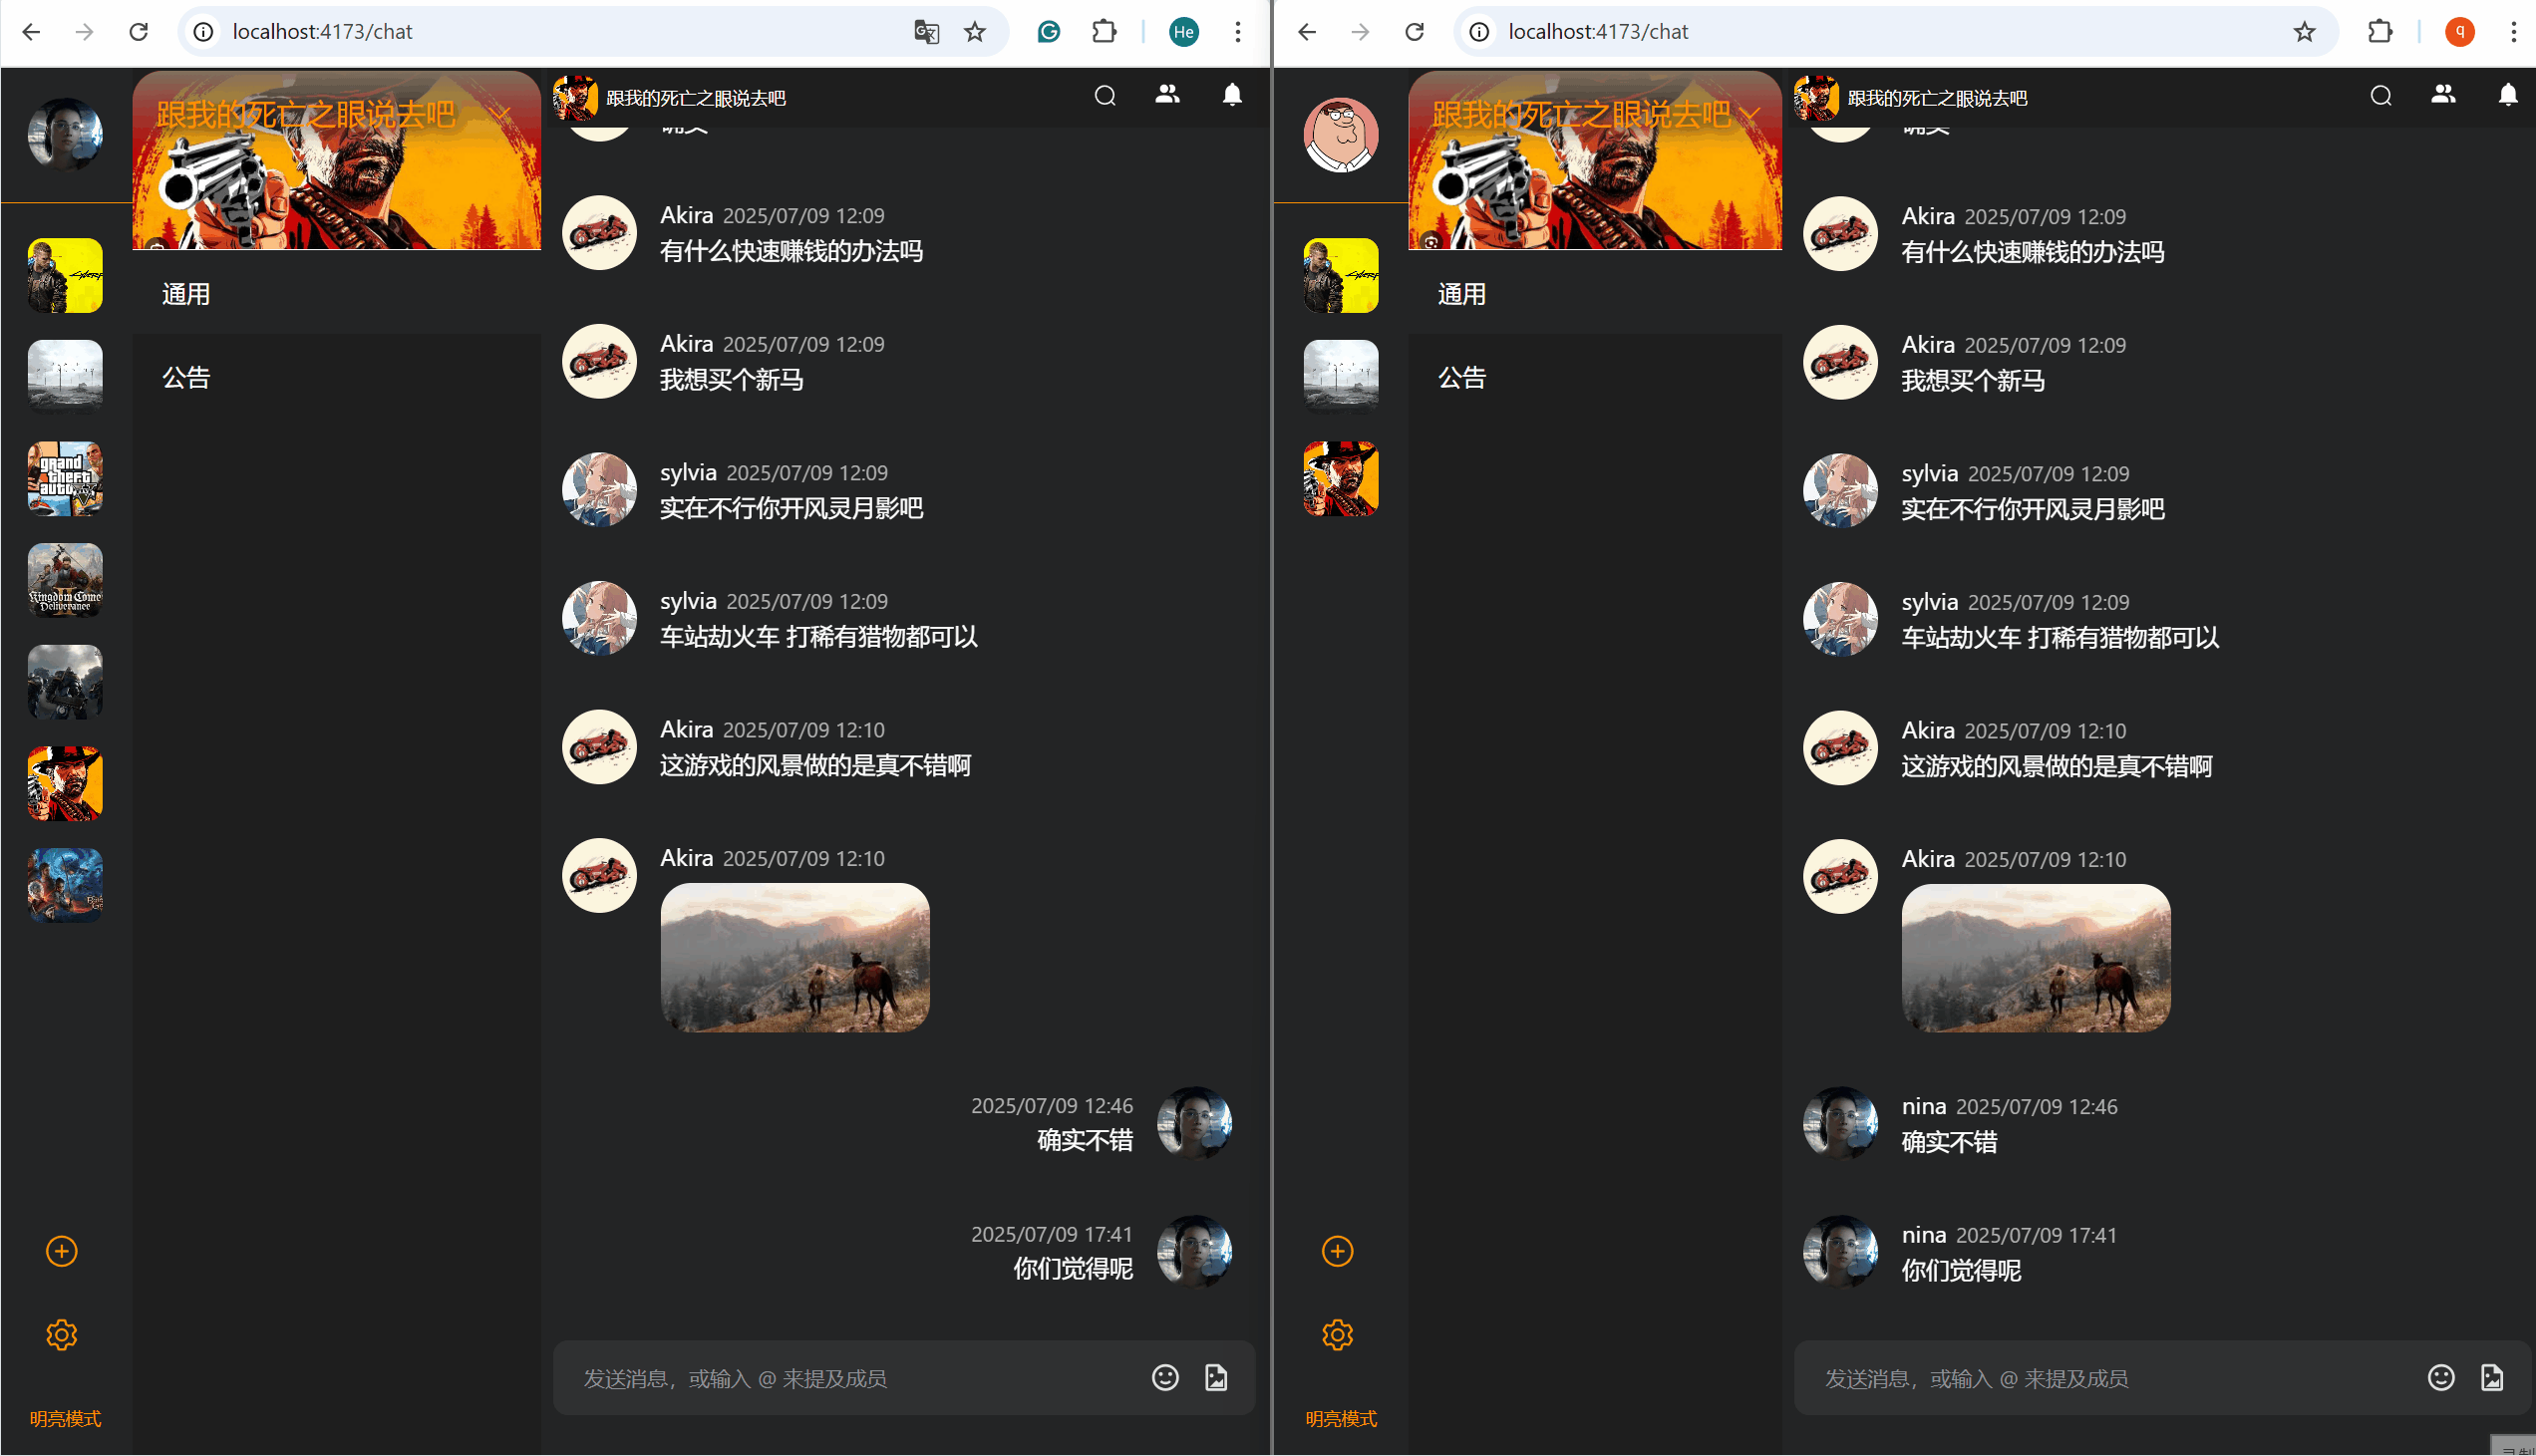 localhost:4173/chat
He
跟我的死亡之眼说去吧
跟我的死亡之眼说去吧
通用
公告
grand
theft
auto
V
Kingdom Come
Deliverance
明亮模式
确实
Akira 2025/07/09 12:09
有什么快速赚钱的办法吗
Akira 2025/07/09 12:09
我想买个新马
sylvia 2025/07/09 12:09
实在不行你开风灵月影吧
sylvia 2025/07/09 12:09
车站劫火车 打稀有猎物都可以
Akira 2025/07/09 12:10
这游戏的风景做的是真不错啊
Akira 2025/07/09 12:10
2025/07/09 12:46
确实不错
2025/07/09 17:41
你们觉得呢
发送消息，或输入 @ 来提及成员
localhost:4173/chat
q
跟我的死亡之眼说去吧
跟我的死亡之眼说去吧
通用
公告
明亮模式
确实
Akira 2025/07/09 12:09
有什么快速赚钱的办法吗
Akira 2025/07/09 12:09
我想买个新马
sylvia 2025/07/09 12:09
实在不行你开风灵月影吧
sylvia 2025/07/09 12:09
车站劫火车 打稀有猎物都可以
Akira 2025/07/09 12:10
这游戏的风景做的是真不错啊
Akira 2025/07/09 12:10
nina 2025/07/09 12:46
确实不错
nina 2025/07/09 17:41
你们觉得呢
发送消息，或输入 @ 来提及成员